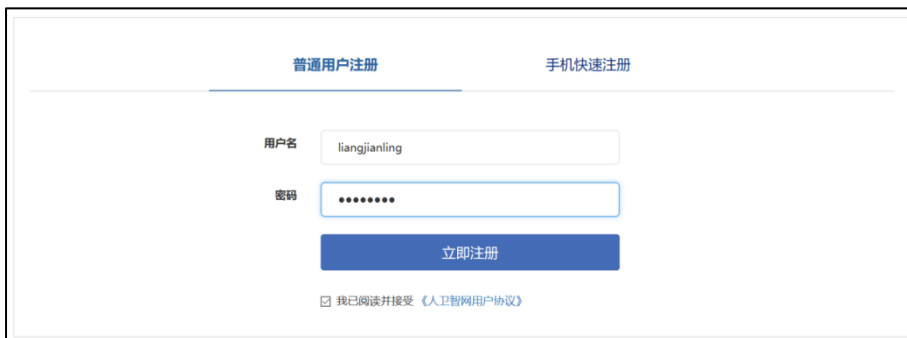 普通用户注册 手机快速注册
用户名 liangjianling
密码 ••••••••
立即注册
我已阅读并接受 《人卫智网用户协议》